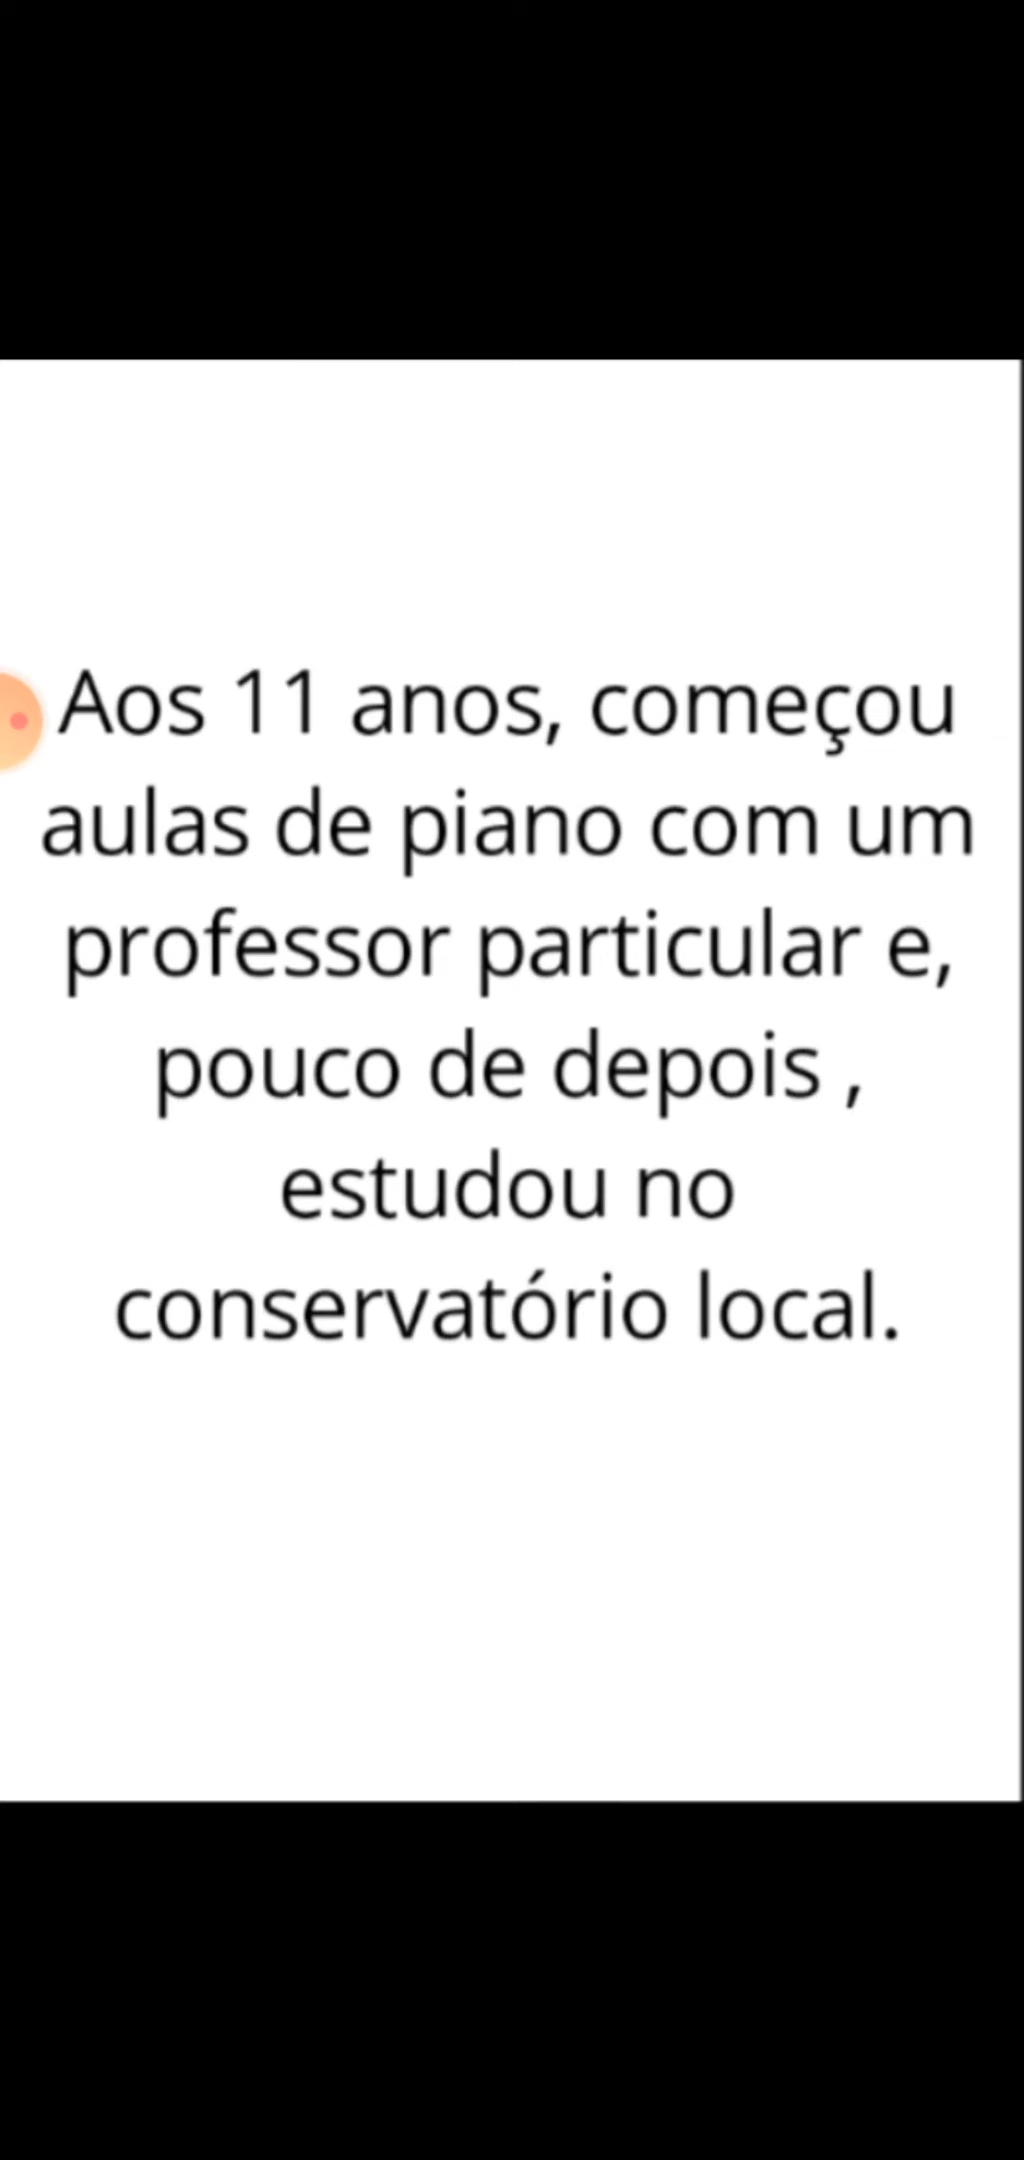 Aos 11 anos, começou
aulas de piano com um
professor particular e,
pouco de depois ,
estudou no
conservatório local.